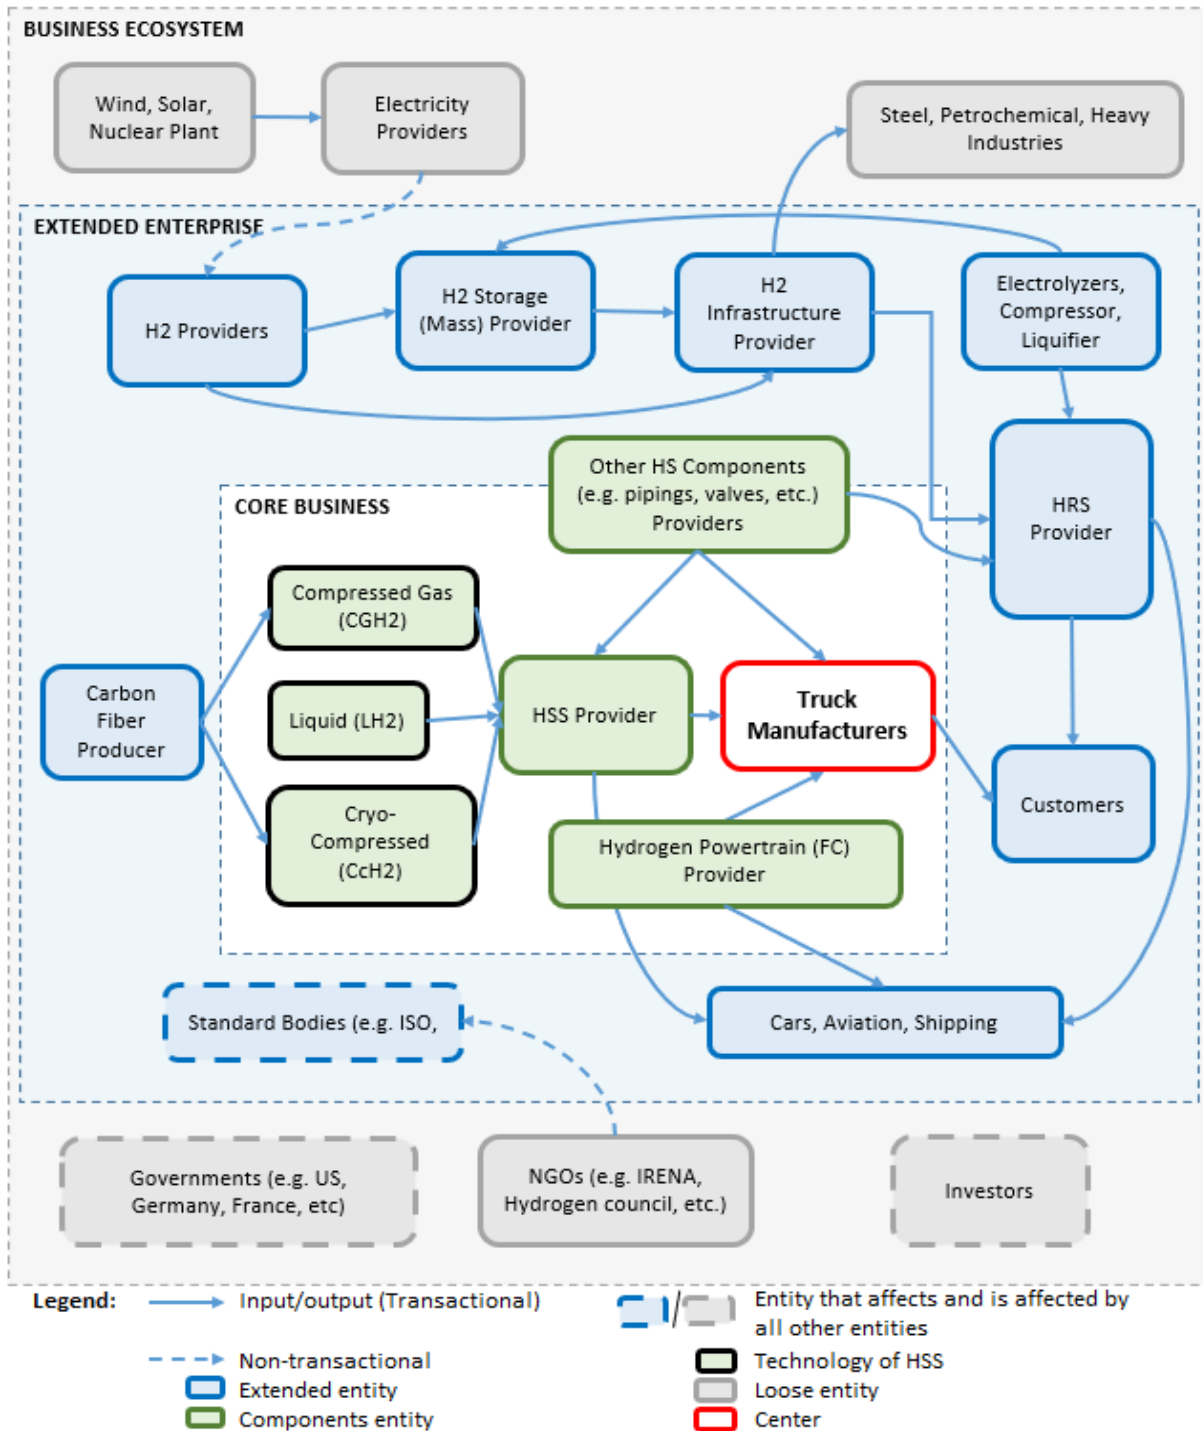 BUSINESS ECOSYSTEM
Wind, Solar,
Nuclear Plant
Electricity
Providers
Steel, Petrochemical, Heavy
Industries
EXTENDED ENTERPRISE
H2 Providers
H2 Storage
(Mass) Provider
H2
Infrastructure
Provider
Electrolyzers,
Compressor,
Liquifier
Other HS Components
(e.g. pipings, valves, etc.)
Providers
HRS
Provider
CORE BUSINESS
Compressed Gas
(CGH2)
Carbon
Fiber
Producer
Liquid (LH2)
HSS Provider
Truck
Manufacturers
Cryo-
Compressed
(CcH2)
Customers
Hydrogen Powertrain (FC)
Provider
Standard Bodies (e.g. ISO,
Cars, Aviation, Shipping
Governments (e.g. US,
Germany, France, etc)
NGOs (e.g. IRENA,
Hydrogen council, etc.)
Investors
Legend:
Input/output (Transactional)
/
Entity that affects and is affected by
all other entities
Non-transactional
Technology of HSS
Extended entity
Loose entity
Components entity
Center